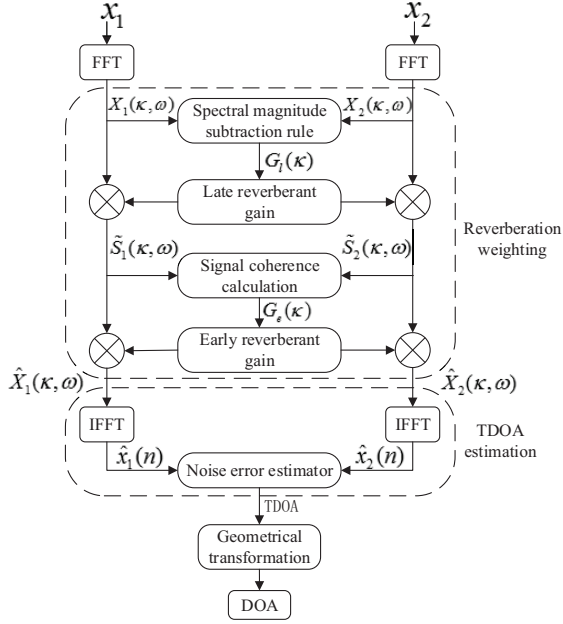 x₁ x₂
FFT FFT
X₁(κ,ω) Spectral magnitude X₂(κ,ω)
subtraction rule
Gₗ(κ)
Late reverberant
gain
Reverberation
weighting
S̃₁(κ,ω) S̃₂(κ,ω)
Signal coherence
calculation
Gₑ(κ)
Early reverberant
gain
X̂₁(κ,ω) X̂₂(κ,ω)
IFFT IFFT
TDOA
estimation
x̂₁(n) Noise error estimator x̂₂(n)
TDOA
Geometrical
transformation
DOA